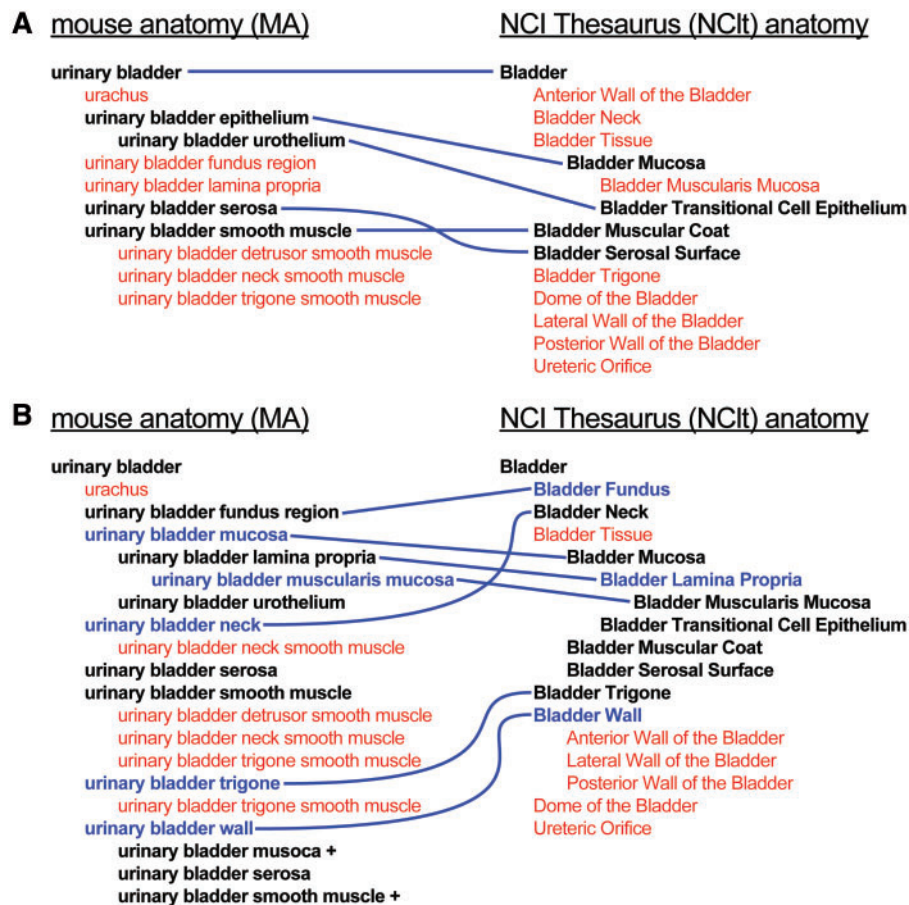 A
mouse anatomy (MA)
urinary bladder
urachus
urinary bladder epithelium
urinary bladder urothelium
urinary bladder fundus region
urinary bladder lamina propria
urinary bladder serosa
urinary bladder smooth muscle
urinary bladder detrusor smooth muscle
urinary bladder neck smooth muscle
urinary bladder trigone smooth muscle
NCI Thesaurus (NCIt) anatomy
Bladder
Anterior Wall of the Bladder
Bladder Neck
Bladder Tissue
Bladder Mucosa
Bladder Muscularis Mucosa
Bladder Transitional Cell Epithelium
Bladder Muscular Coat
Bladder Serosal Surface
Bladder Trigone
Dome of the Bladder
Lateral Wall of the Bladder
Posterior Wall of the Bladder
Ureteric Orifice
B
mouse anatomy (MA)
urinary bladder
urachus
urinary bladder fundus region
urinary bladder mucosa
urinary bladder lamina propria
urinary bladder muscularis mucosa
urinary bladder urothelium
urinary bladder neck
urinary bladder neck smooth muscle
urinary bladder serosa
urinary bladder smooth muscle
urinary bladder detrusor smooth muscle
urinary bladder neck smooth muscle
urinary bladder trigone smooth muscle
urinary bladder trigone
urinary bladder trigone smooth muscle
urinary bladder wall
urinary bladder musoca +
urinary bladder serosa
urinary bladder smooth muscle +
NCI Thesaurus (NCIt) anatomy
Bladder
Bladder Fundus
Bladder Neck
Bladder Tissue
Bladder Mucosa
Bladder Lamina Propria
Bladder Muscularis Mucosa
Bladder Transitional Cell Epithelium
Bladder Muscular Coat
Bladder Serosal Surface
Bladder Trigone
Bladder Wall
Anterior Wall of the Bladder
Lateral Wall of the Bladder
Posterior Wall of the Bladder
Dome of the Bladder
Ureteric Orifice